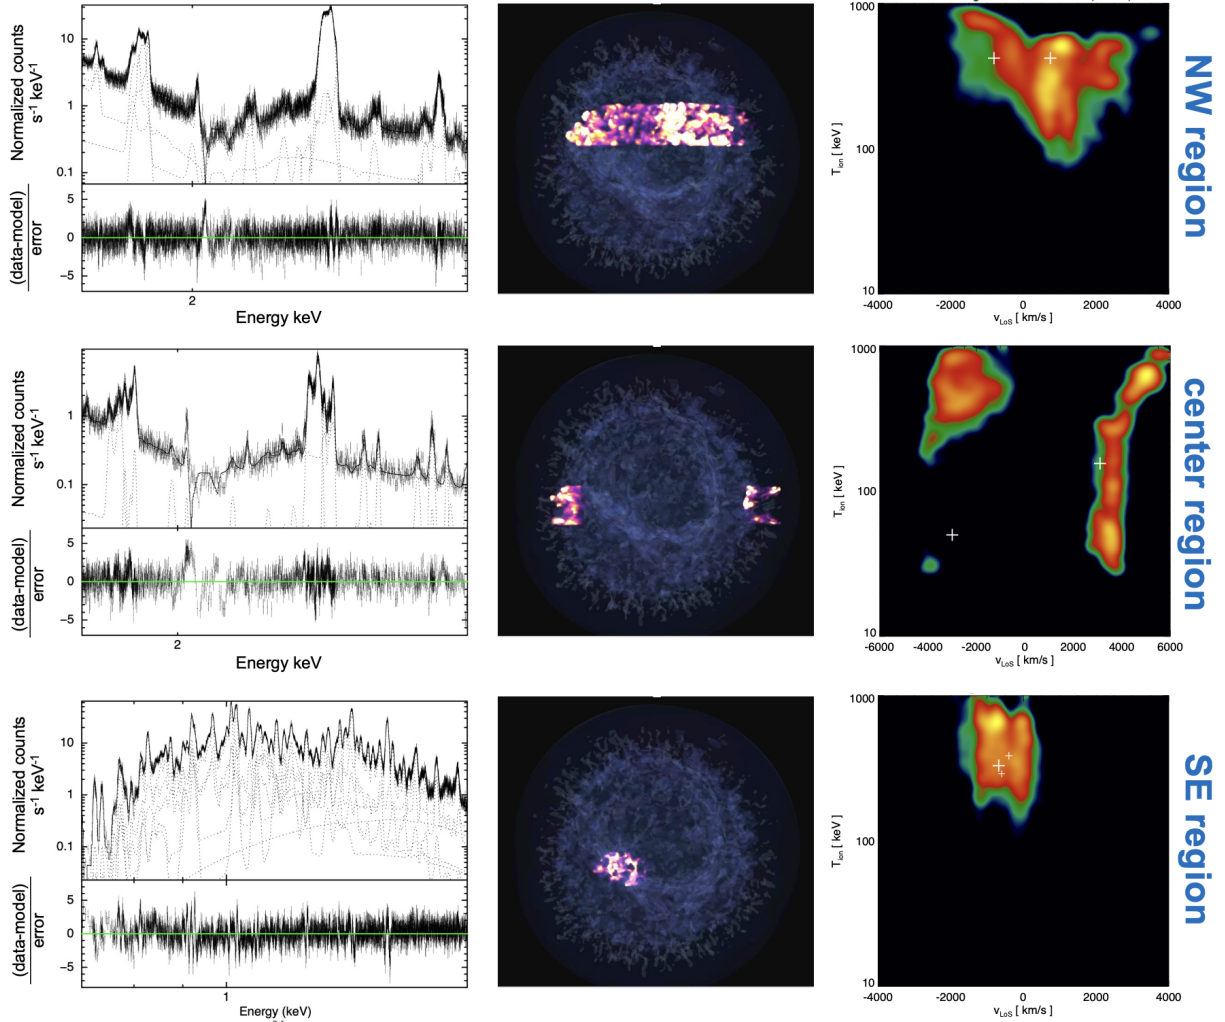 Normalized counts
s⁻¹ keV⁻¹
10
1
0.1
(data-model)
error
5
0
−5
2
Energy keV
1000
100
10
T_ion [ keV ]
-4000 -2000 0 2000 4000
v_LoS [ km/s ]
NW region
Normalized counts
s⁻¹ keV⁻¹
1
0.1
(data-model)
error
5
0
−5
2
Energy keV
1000
100
10
T_ion [ keV ]
-6000 -4000 -2000 0 2000 4000 6000
v_LoS [ km/s ]
center region
Normalized counts
s⁻¹ keV⁻¹
10
1
0.1
(data-model)
error
5
0
−5
1
Energy (keV)
1000
100
10
T_ion [ keV ]
-4000 -2000 0 2000 4000
v_LoS [ km/s ]
SE region